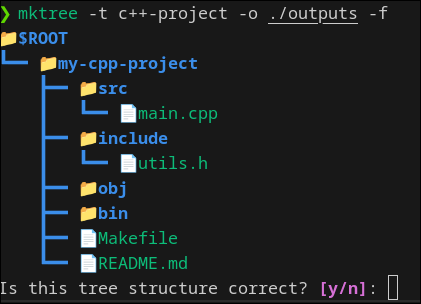 ❯ mktree -t c++-project -o ./outputs -f
📁$ROOT
┗━━ 📁my-cpp-project
    ┣━━ 📁src
    ┃   ┗━━ 📄main.cpp
    ┣━━ 📁include
    ┃   ┗━━ 📄utils.h
    ┣━━ 📁obj
    ┣━━ 📁bin
    ┣━━ 📄Makefile
    ┗━━ 📄README.md
Is this tree structure correct? [y/n]: